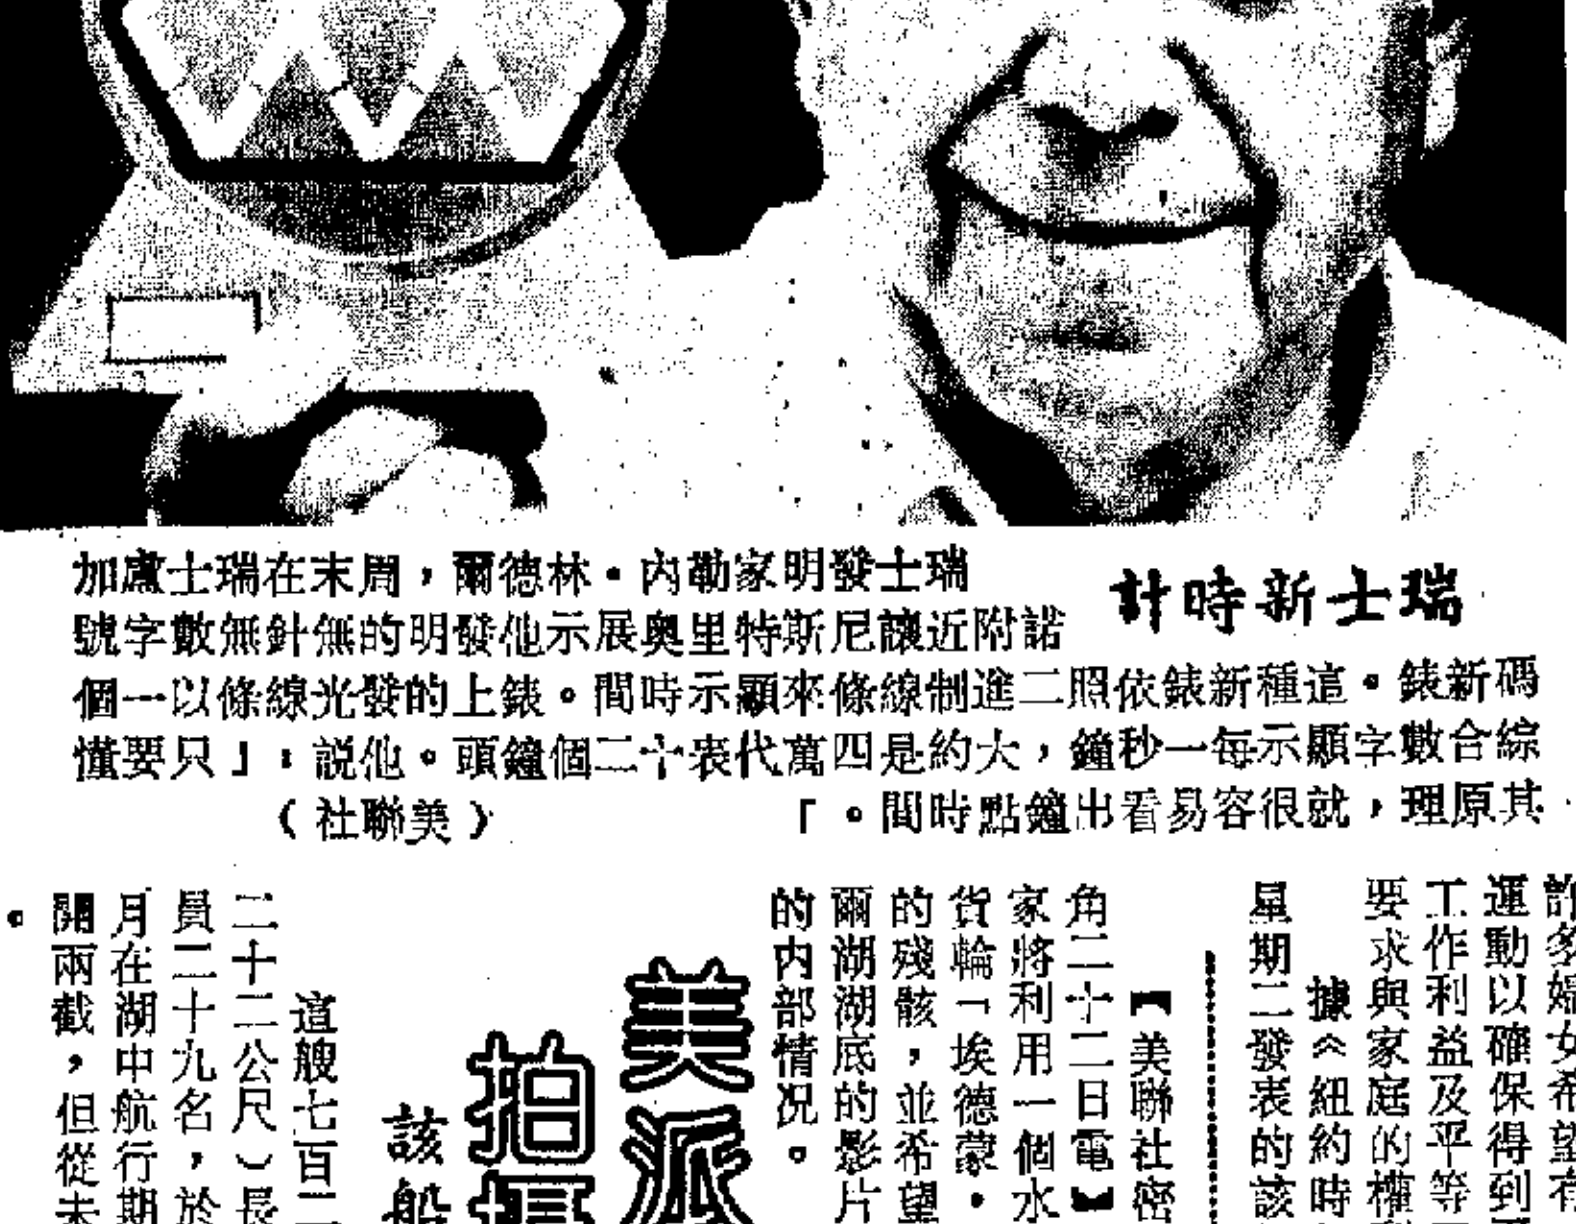 瑞士新時計
瑞士發明家勒內・林德爾，周末在瑞士盧加
諾附近讓尼斯特里奧展示他發明的無針無數字號
碼新錶。這種新錶依照二進制線條來顯示時間。錶上的發光線條以一個
綜合數字顯示每一秒鐘，大約是四萬代表十二個鐘頭。他說：「只要懂
其原理，就很容易看出鐘點時間。」
（美聯社）
許多婦女希望有
運動以確保得到
工作利益及平等
要求與家庭的權
據《紐約時
星期二發表的該
【美聯社密
角二十二日電】
家將利用一個水
貨輪「埃德蒙・
的殘骸，並希望
爾湖湖底的影片
的內部情况。
美派
拍
該船
這艘七百二
二十二公尺）長
員二十九名，於
月在湖中航行期
開兩截，但從未
。